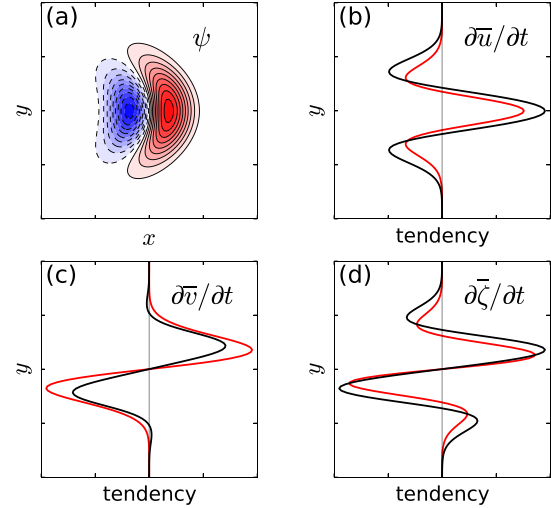 (a)
ψ
y
x
(b)
∂u̅/∂t
y
tendency
(c)
∂v̅/∂t
y
tendency
(d)
∂ζ̅/∂t
y
tendency